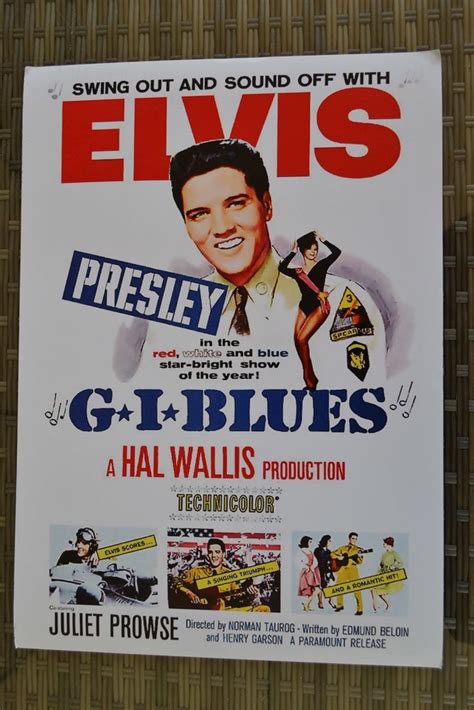 SWING OUT AND SOUND OFF WITH
ELVIS
PRESLEY
in the
red, white and blue
star-bright show
of the year!
3
SPEARHEAD
G★I★BLUES
A HAL WALLIS PRODUCTION
TECHNICOLOR®
ELVIS SCORES...
A SINGING TRIUMPH...
AND A ROMANTIC HIT!
Co-starring
JULIET PROWSE
Directed by NORMAN TAUROG - Written by EDMUND BELOIN
and HENRY GARSON A PARAMOUNT RELEASE